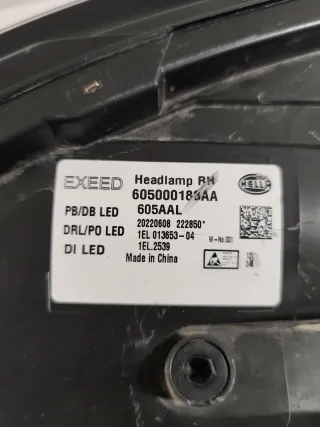 EXEED Headlamp RH HELLA
605000183AA
PB/DB LED 605AAL
DRL/PO LED 20220608 222850*
1EL 013653-04 W-No.001
DI LED 1EL.2539
Made in China